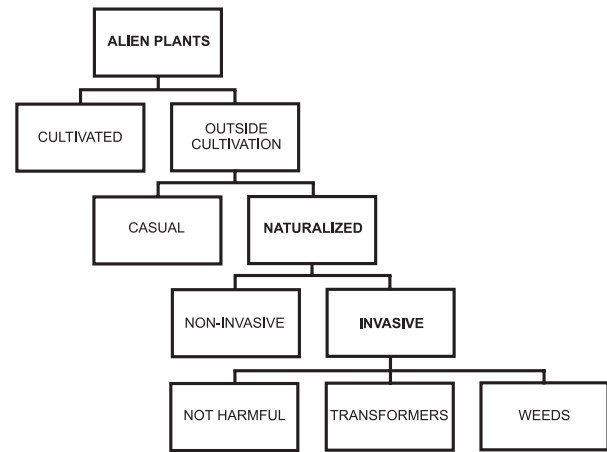 ALIEN PLANTS
CULTIVATED
OUTSIDE
CULTIVATION
CASUAL
NATURALIZED
NON-INVASIVE
INVASIVE
NOT HARMFUL
TRANSFORMERS
WEEDS